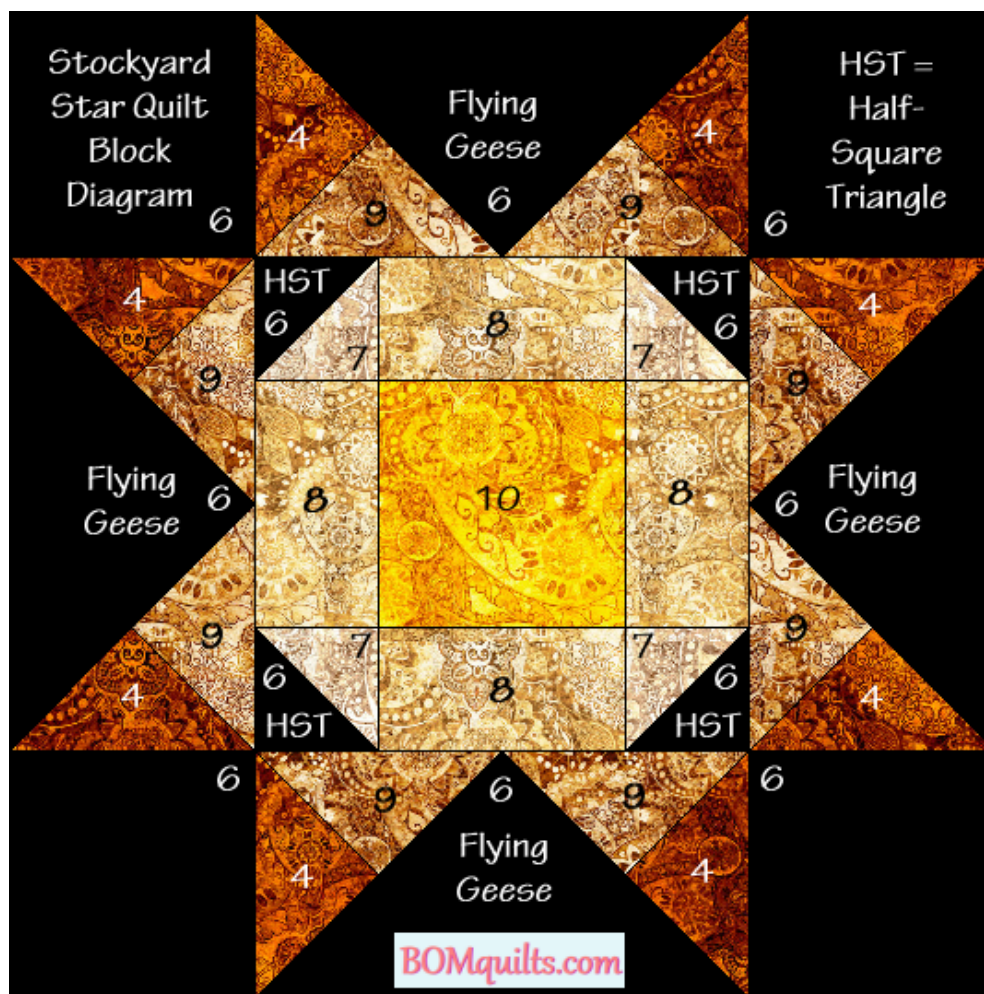 Stockyard
Star Quilt
Block
Diagram
6
4
9
Flying
Geese
6
4
9
HST =
Half-
Square
Triangle
6
4
9
HST
6
7
8
HST
6
7
4
9
Flying
Geese
6
8
10
8
6
Flying
Geese
9
4
6
HST
7
8
7
6
HST
9
4
6
4
9
6
Flying
Geese
9
4
6
BOMquilts.com